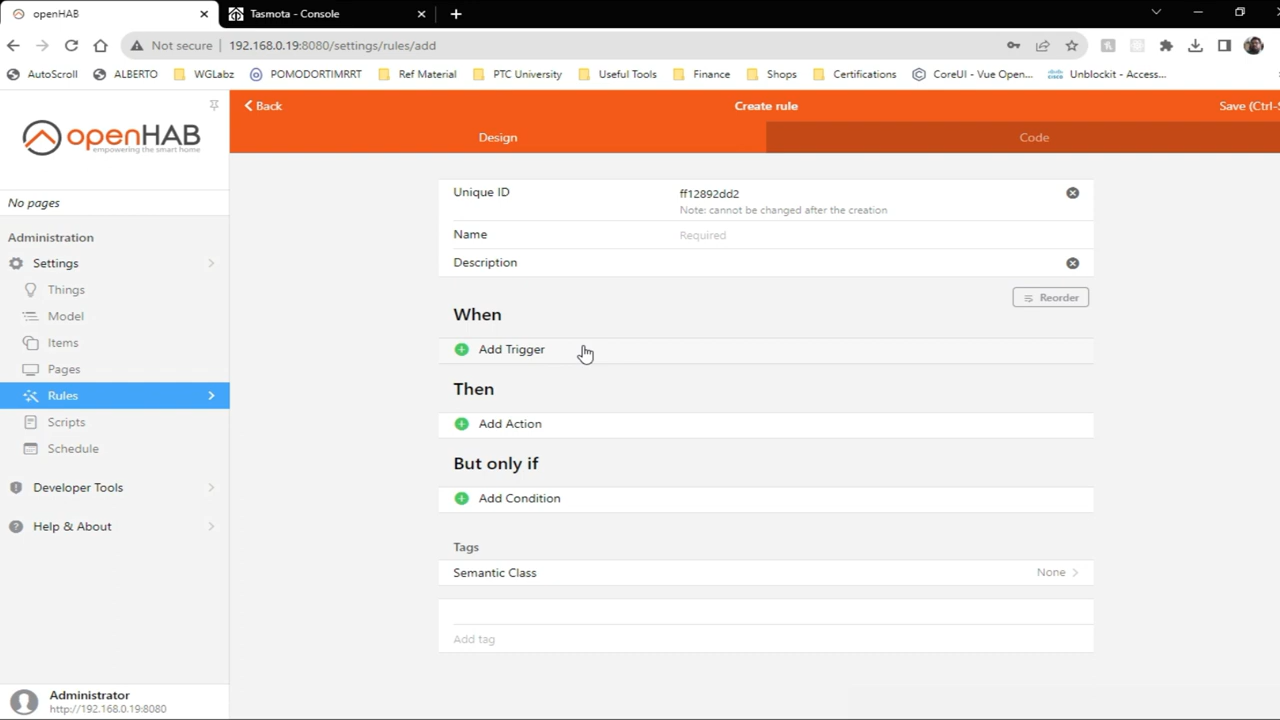 openHAB
Tasmota - Console
Not secure
192.168.0.19:8080/settings/rules/add
AutoScroll
ALBERTO
WGLabz
POMODORTIMRRT
Ref Material
PTC University
Useful Tools
Finance
Shops
Certifications
CoreUI - Vue Open...
Unblockit - Access...
openHAB
empowering the smart home
No pages
Administration
Settings
Things
Model
Items
Pages
Rules
Scripts
Schedule
Developer Tools
Help & About
Administrator
http://192.168.0.19:8080
Back
Create rule
Save (Ctrl-S
Design
Code
Unique ID
ff12892dd2
Note: cannot be changed after the creation
Name
Required
Description
Reorder
When
Add Trigger
Then
Add Action
But only if
Add Condition
Tags
Semantic Class
None
Add tag